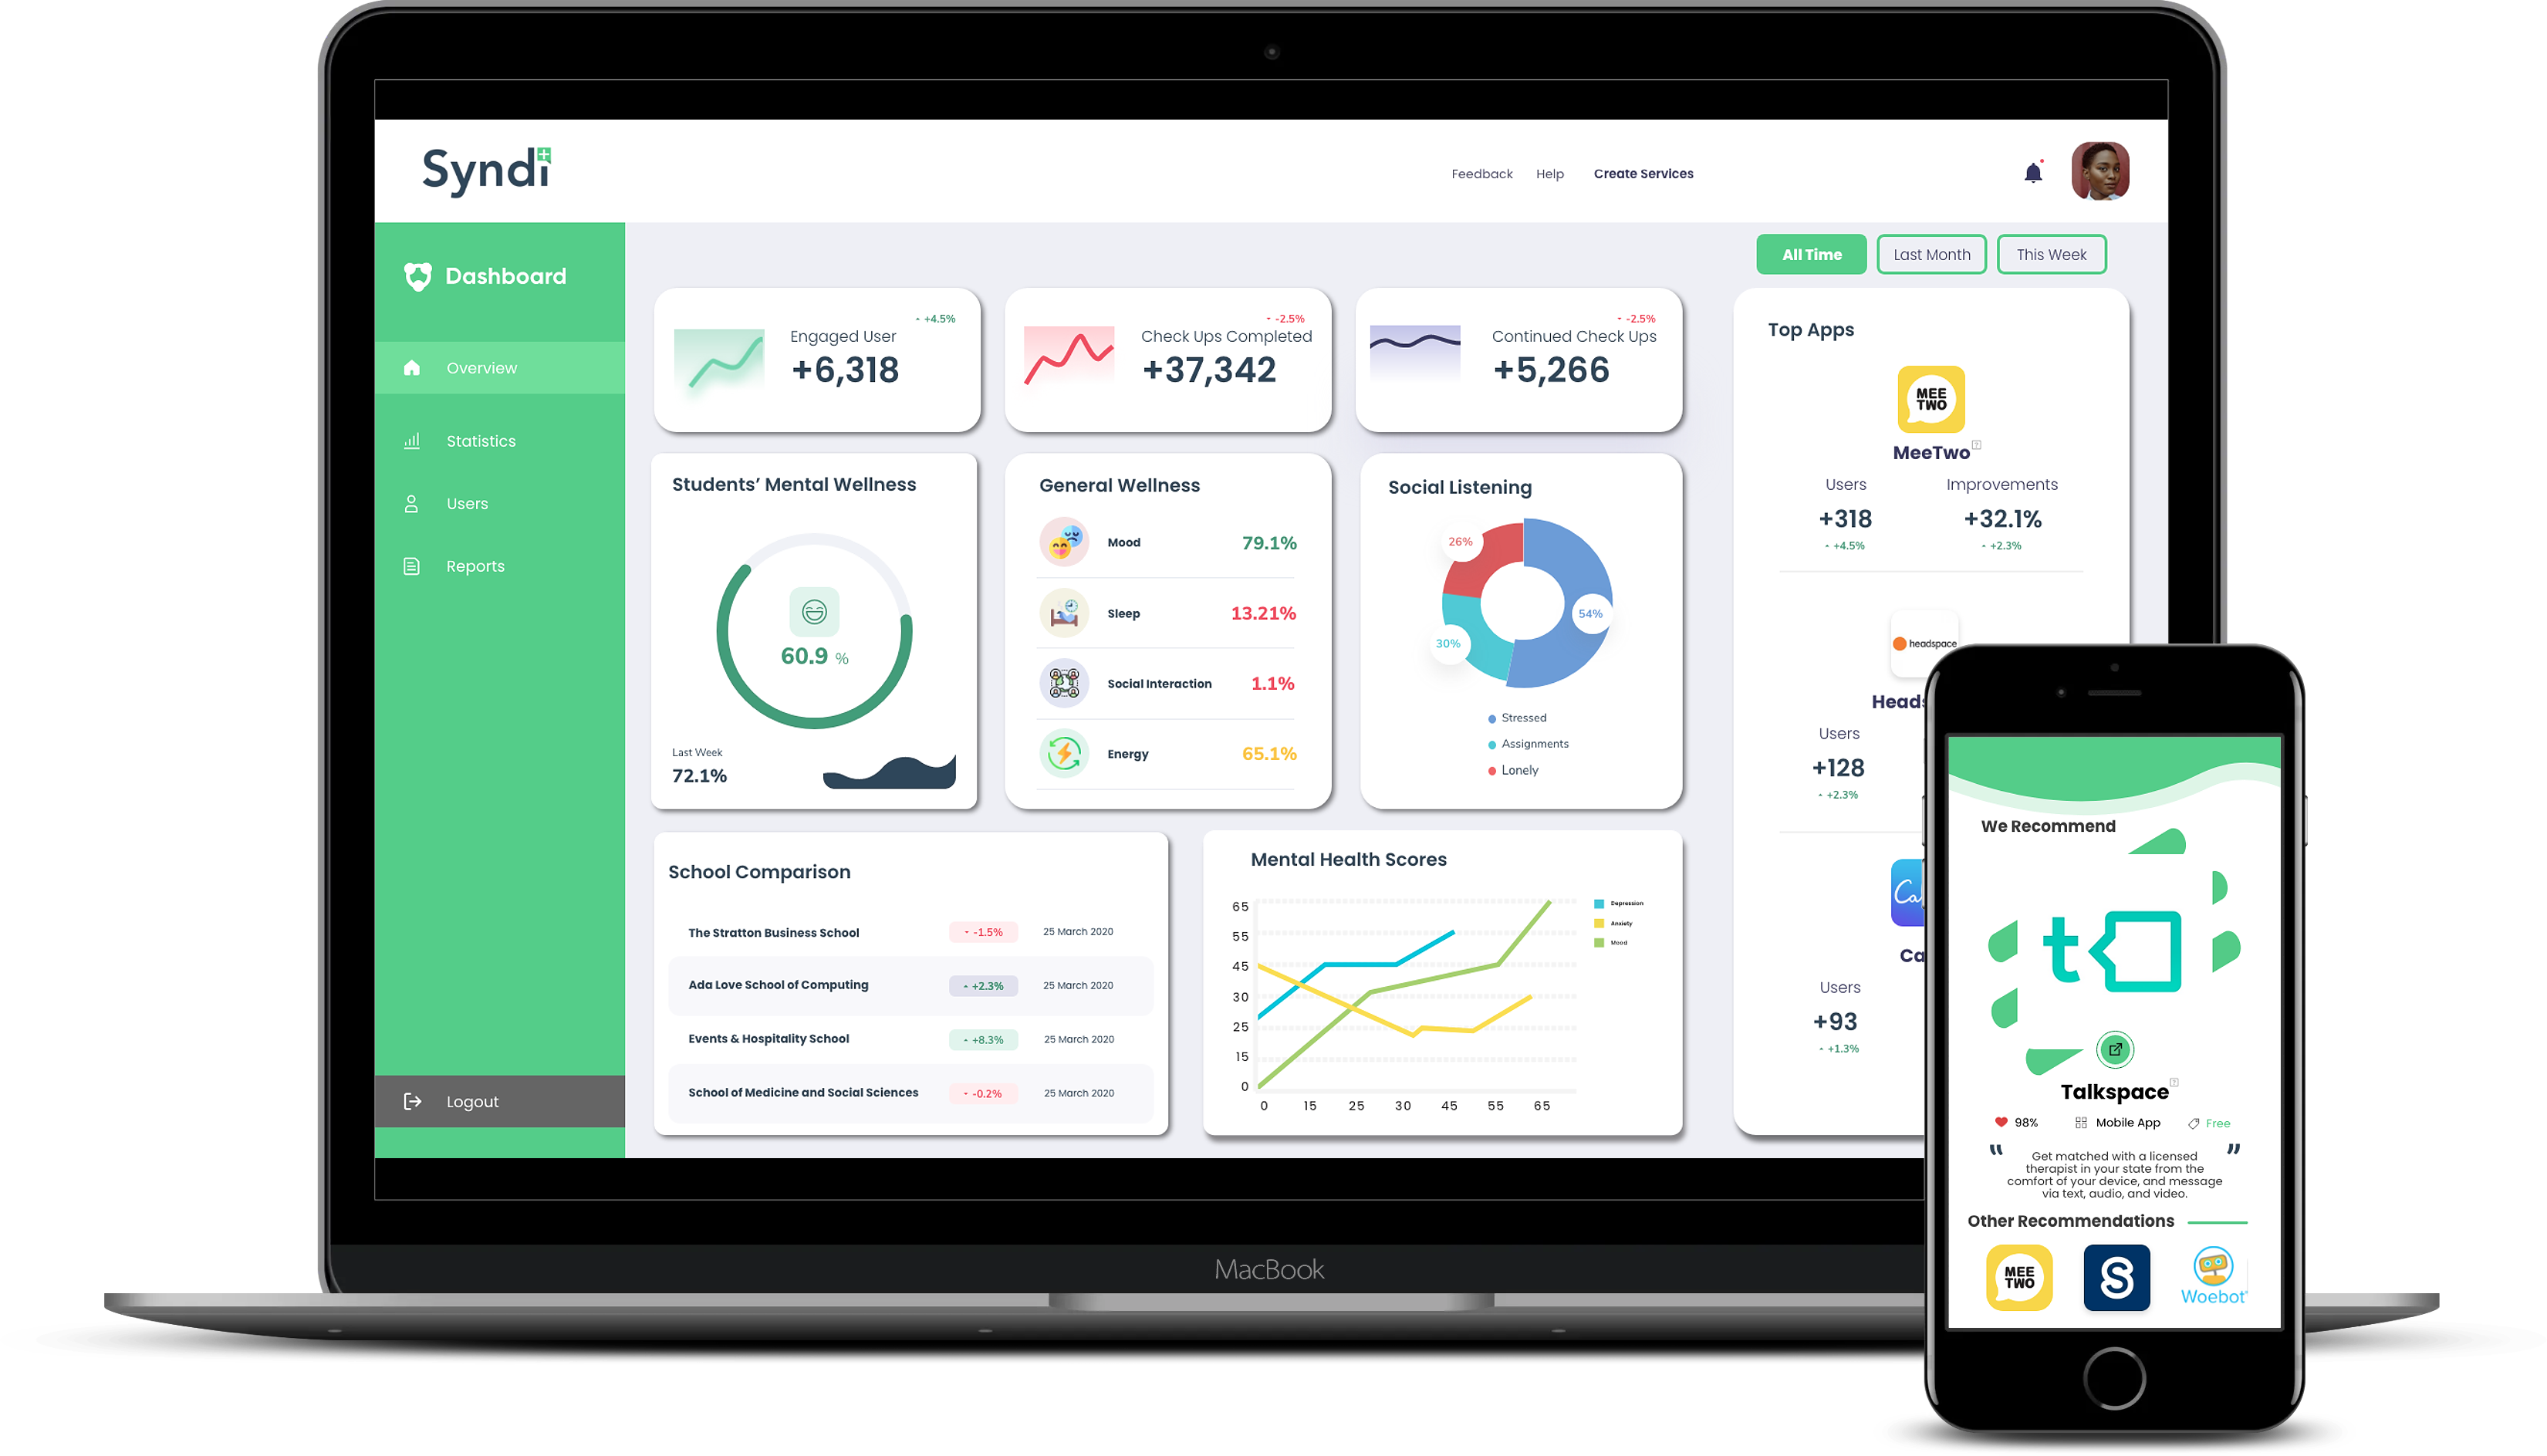 Syndi
Feedback Help Create Services
Dashboard
Overview
Statistics
Users
Reports
Logout
All Time Last Month This Week
+4.5%
Engaged User
+6,318
-2.5%
Check Ups Completed
+37,342
-2.5%
Continued Check Ups
+5,266
Students’ Mental Wellness
60.9 %
Last Week
72.1%
General Wellness
Mood 79.1%
Sleep 13.21%
Social Interaction 1.1%
Energy 65.1%
Social Listening
26%
54%
30%
Stressed
Assignments
Lonely
School Comparison
The Stratton Business School -1.5% 25 March 2020
Ada Love School of Computing +2.3% 25 March 2020
Events & Hospitality School +8.3% 25 March 2020
School of Medicine and Social Sciences -0.2% 25 March 2020
Mental Health Scores
65
55
45
30
25
15
0
0 15 25 30 45 55 65
Depression
Anxiety
Mood
Top Apps
MEE
TWO
MeeTwo
Users Improvements
+318 +32.1%
+4.5% +2.3%
headspace
Heads
Users
+128
+2.3%
Ca
Ca
Users
+93
+1.3%
MacBook
We Recommend
t
Talkspace
98% Mobile App Free
“ Get matched with a licensed ”
therapist in your state from the
comfort of your device, and message
via text, audio, and video.
Other Recommendations
MEE
TWO
S
Woebot